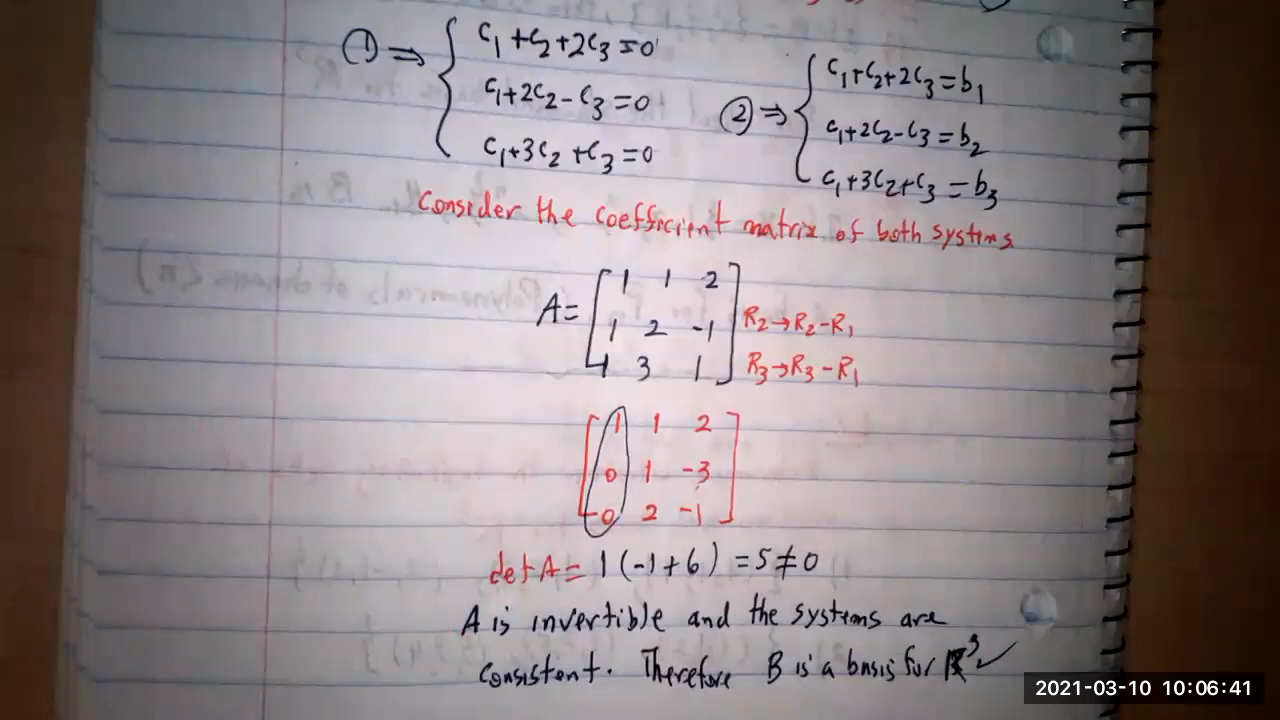 ① ⇒ { c₁ + c₂ + 2c₃ = 0
c₁ + 2c₂ - c₃ = 0
c₁ + 3c₂ + c₃ = 0
② ⇒ { c₁ + c₂ + 2c₃ = b₁
c₁ + 2c₂ - c₃ = b₂
c₁ + 3c₂ + c₃ = b₃
Consider the coefficient matrix of both systems
A = [ 1 1 2
1 2 -1 R₂→R₂-R₁
1 3 1 ] R₃→R₃-R₁
[ 1 1 2
0 1 -3
0 2 -1 ]
det A = 1(-1+6) = 5 ≠ 0
A is invertible and the systems are
consistent. Therefore B is a basis for ℝ³ ✓
2021-03-10 10:06:41